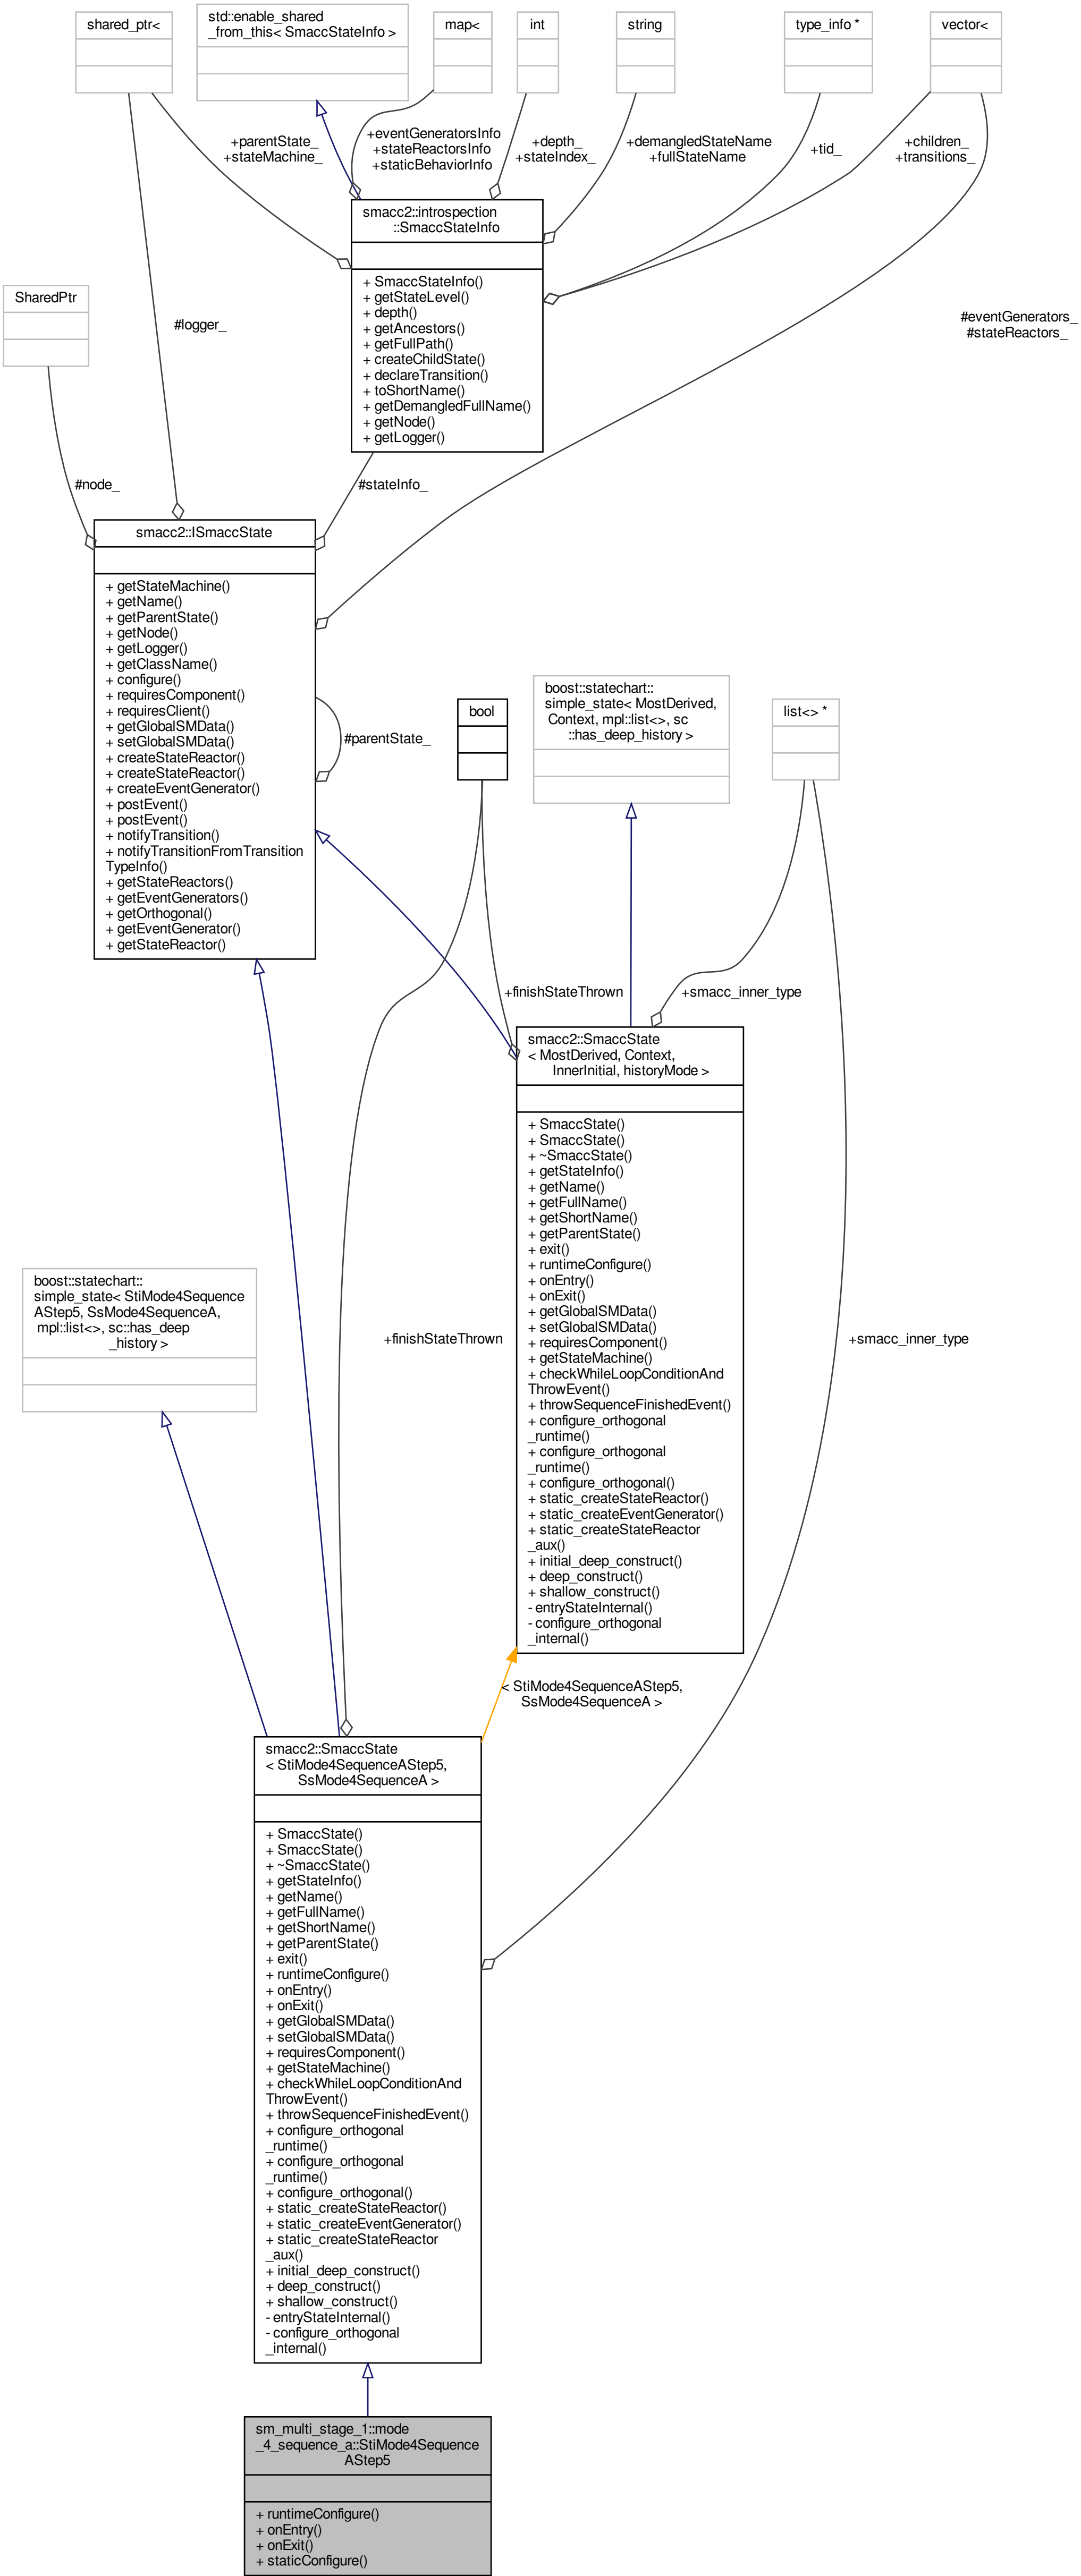 shared_ptr<
std::enable_shared
_from_this< SmaccStateInfo >
map<
int
string
type_info *
vector<
+parentState_
+stateMachine_
+eventGeneratorsInfo
+stateReactorsInfo
+staticBehaviorInfo
+depth_
+stateIndex_
+demangledStateName
+fullStateName
+tid_
+children_
+transitions_
smacc2::introspection
::SmaccStateInfo
+ SmaccStateInfo()
+ getStateLevel()
+ depth()
+ getAncestors()
+ getFullPath()
+ createChildState()
+ declareTransition()
+ toShortName()
+ getDemangledFullName()
+ getNode()
+ getLogger()
SharedPtr
#logger_
#eventGenerators_
#stateReactors_
#node_
#stateInfo_
smacc2::ISmaccState
+ getStateMachine()
+ getName()
+ getParentState()
+ getNode()
+ getLogger()
+ getClassName()
+ configure()
+ requiresComponent()
+ requiresClient()
+ getGlobalSMData()
+ setGlobalSMData()
+ createStateReactor()
+ createStateReactor()
+ createEventGenerator()
+ postEvent()
+ postEvent()
+ notifyTransition()
+ notifyTransitionFromTransition
TypeInfo()
+ getStateReactors()
+ getEventGenerators()
+ getOrthogonal()
+ getEventGenerator()
+ getStateReactor()
#parentState_
bool
boost::statechart::
simple_state< MostDerived,
Context, mpl::list<>, sc
::has_deep_history >
list<> *
+finishStateThrown
+smacc_inner_type
smacc2::SmaccState
< MostDerived, Context,
InnerInitial, historyMode >
+ SmaccState()
+ SmaccState()
+ ~SmaccState()
+ getStateInfo()
+ getName()
+ getFullName()
+ getShortName()
+ getParentState()
+ exit()
+ runtimeConfigure()
+ onEntry()
+ onExit()
+ getGlobalSMData()
+ setGlobalSMData()
+ requiresComponent()
+ getStateMachine()
+ checkWhileLoopConditionAnd
ThrowEvent()
+ throwSequenceFinishedEvent()
+ configure_orthogonal
_runtime()
+ configure_orthogonal
_runtime()
+ configure_orthogonal()
+ static_createStateReactor()
+ static_createEventGenerator()
+ static_createStateReactor
_aux()
+ initial_deep_construct()
+ deep_construct()
+ shallow_construct()
- entryStateInternal()
- configure_orthogonal
_internal()
boost::statechart::
simple_state< StiMode4Sequence
AStep5, SsMode4SequenceA,
mpl::list<>, sc::has_deep
_history >
+finishStateThrown
+smacc_inner_type
< StiMode4SequenceAStep5,
SsMode4SequenceA >
smacc2::SmaccState
< StiMode4SequenceAStep5,
SsMode4SequenceA >
+ SmaccState()
+ SmaccState()
+ ~SmaccState()
+ getStateInfo()
+ getName()
+ getFullName()
+ getShortName()
+ getParentState()
+ exit()
+ runtimeConfigure()
+ onEntry()
+ onExit()
+ getGlobalSMData()
+ setGlobalSMData()
+ requiresComponent()
+ getStateMachine()
+ checkWhileLoopConditionAnd
ThrowEvent()
+ throwSequenceFinishedEvent()
+ configure_orthogonal
_runtime()
+ configure_orthogonal
_runtime()
+ configure_orthogonal()
+ static_createStateReactor()
+ static_createEventGenerator()
+ static_createStateReactor
_aux()
+ initial_deep_construct()
+ deep_construct()
+ shallow_construct()
- entryStateInternal()
- configure_orthogonal
_internal()
sm_multi_stage_1::mode
_4_sequence_a::StiMode4Sequence
AStep5
+ runtimeConfigure()
+ onEntry()
+ onExit()
+ staticConfigure()